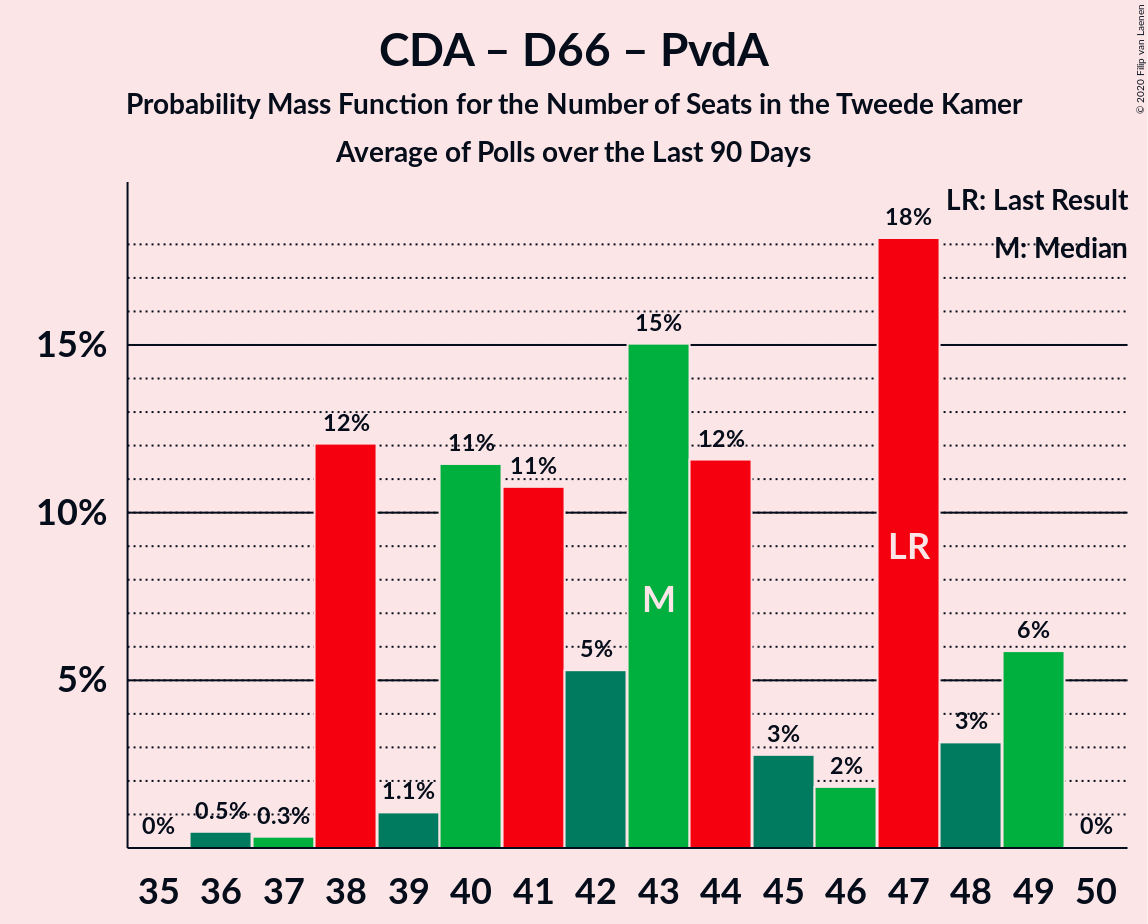 CDA – D66 – PvdA
Probability Mass Function for the Number of Seats in the Tweede Kamer
Average of Polls over the Last 90 Days
© 2020 Filip van Laenen
LR: Last Result
M: Median
15%
10%
5%
0%
0.5%
0.3%
12%
1.1%
11%
11%
5%
15%
M
12%
3%
2%
18%
LR
3%
6%
0%
35 36 37 38 39 40 41 42 43 44 45 46 47 48 49 50